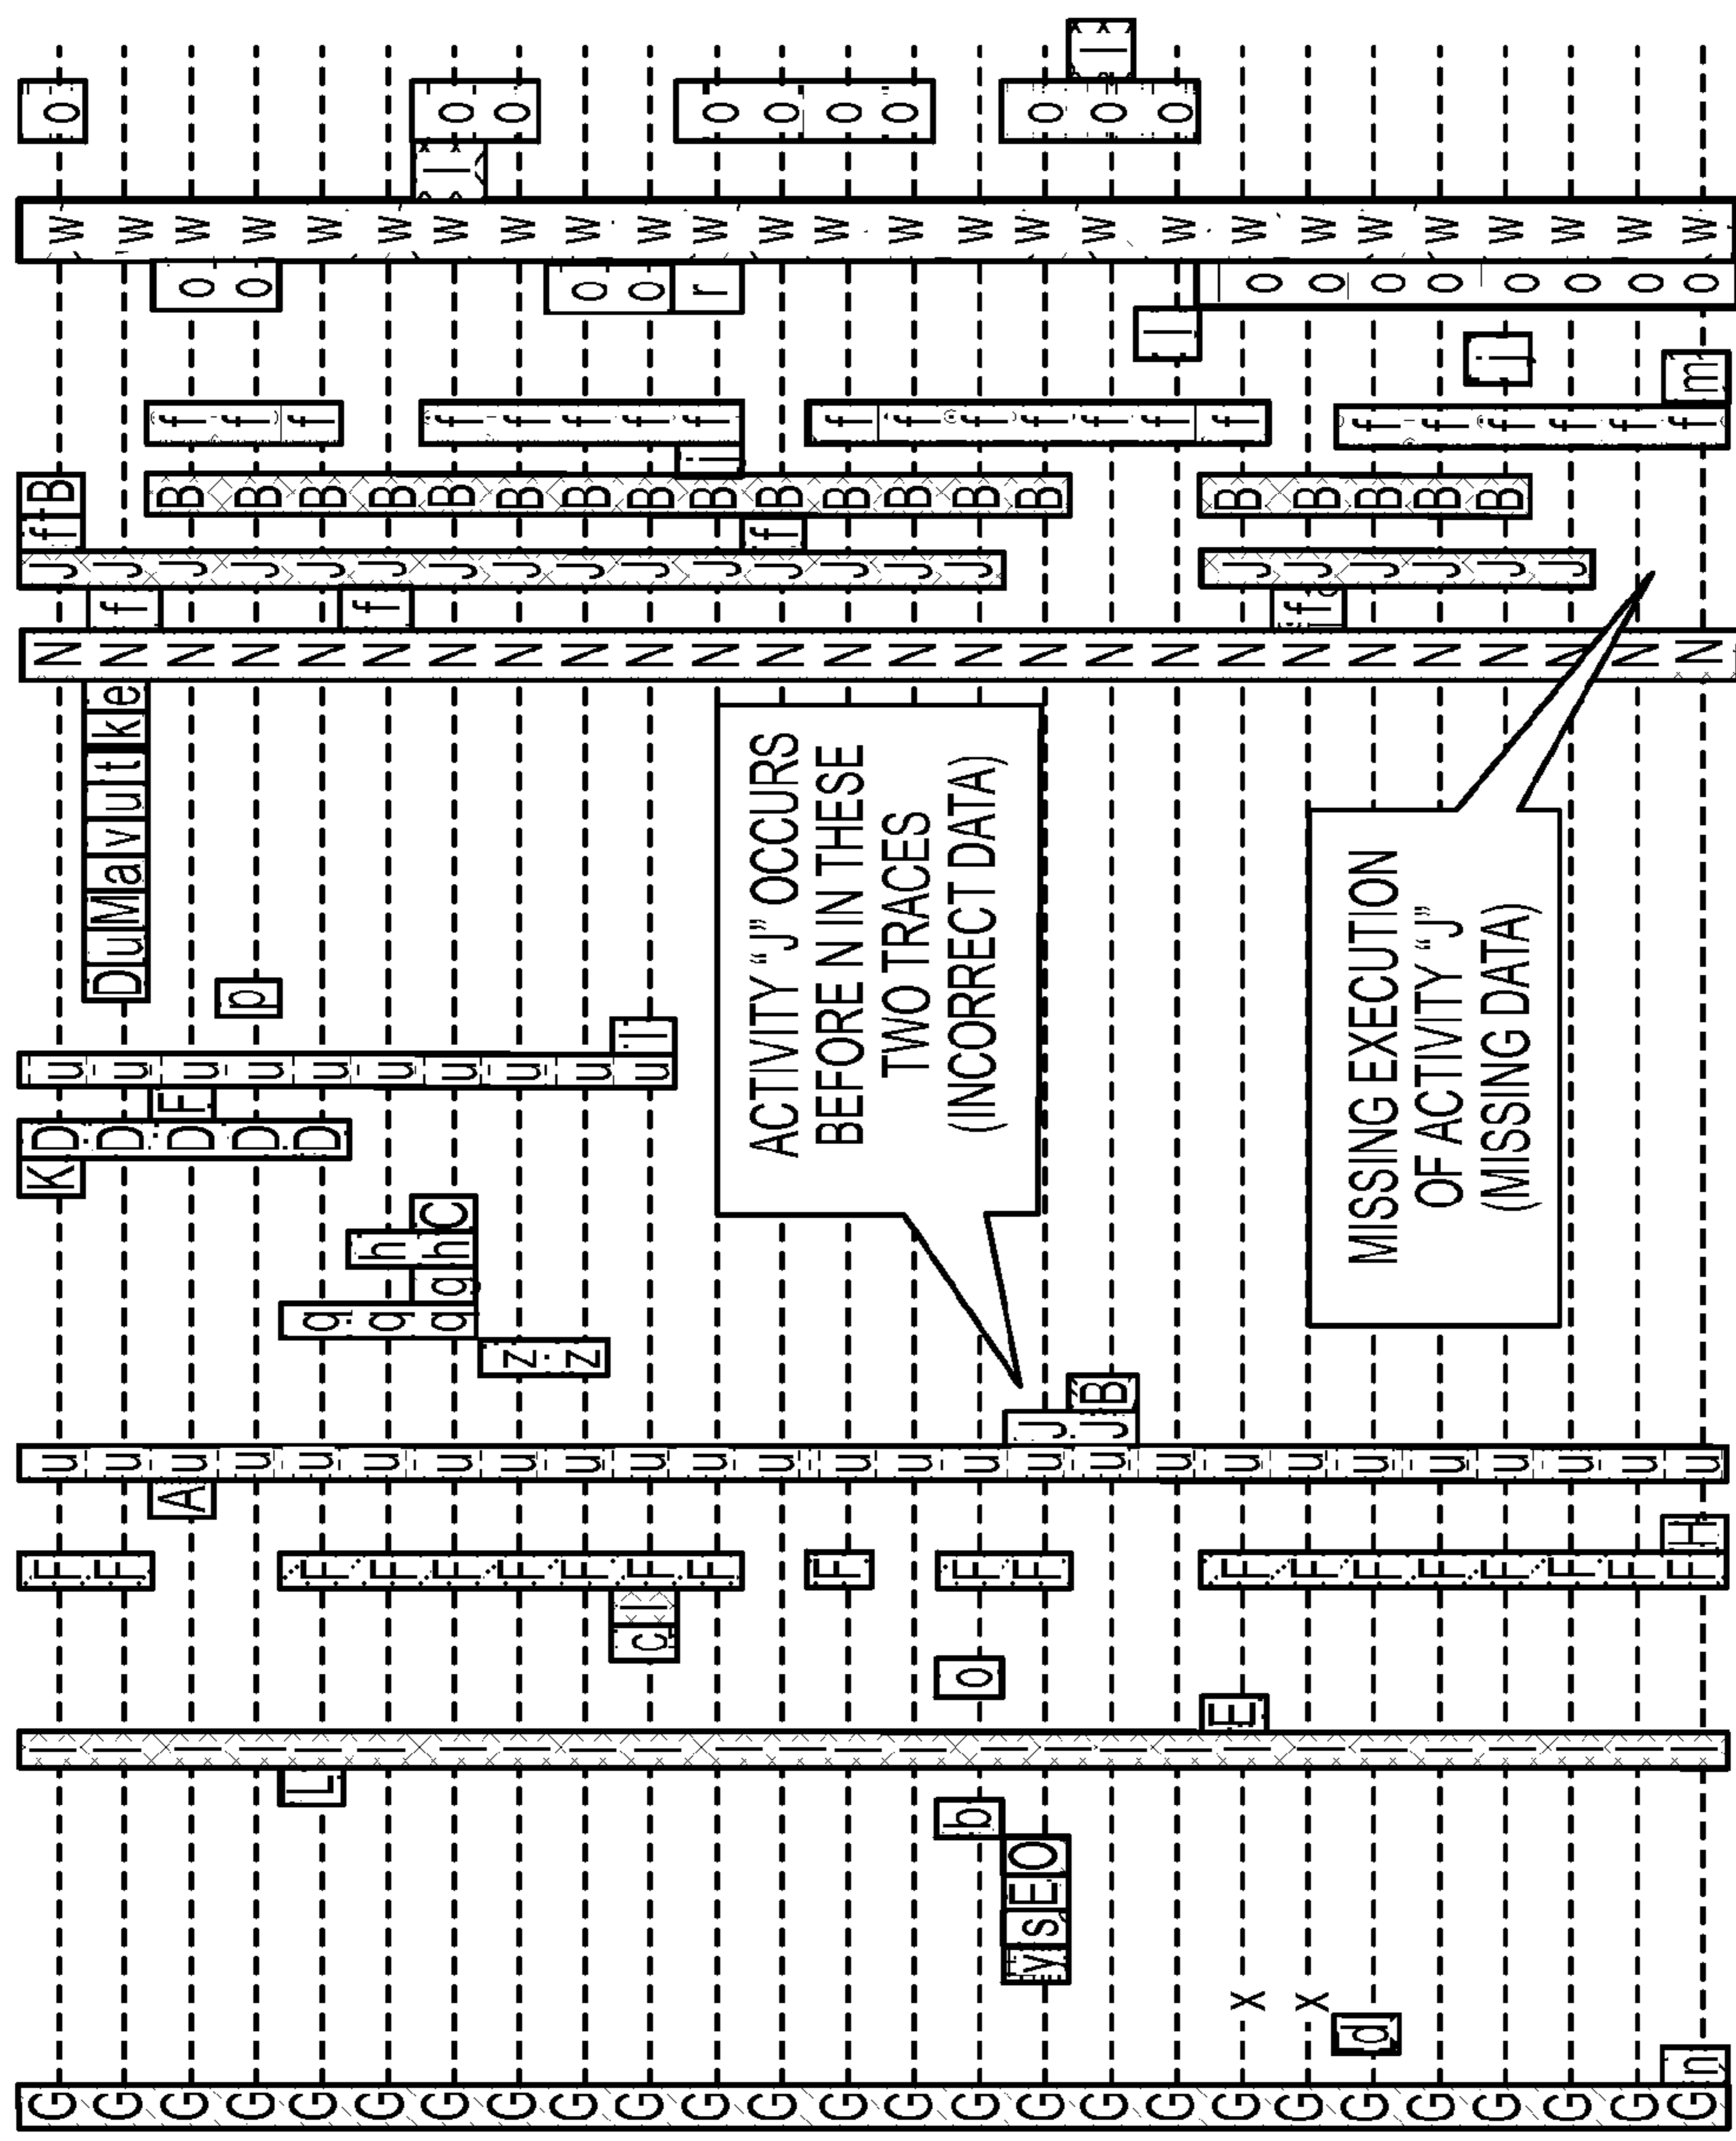 G I F u K D u N J f B w o
G I F u D u D u M a v u t k e N f J w
G I A u D F u N J B f o w
G I u D u p N J B f o w
G L I F u q D u N J B f w
G I F u q h u N f J B w
G I F u q g h C u N J B f w I o
G I F u z u N J B f w o
G I F u z u N J B f o w
G I c I F u u i N J B f o w
G I F u N J B i f r w o
G I u N J f B w o
G I F u N J B f w o
G I u N J B f w o
G b I o F u N J B f w
G y s E O I F u J N B f w o
G I u J B N f w o I
G I u N f I w o
G x I E F u N J B f o w
G x I F u N f J B o w
G d I F u N J B f o w
G I F u N J B f o w
G I F u N J B f j o w
G I F u N J f o w
G I F u N f o w
G n I F H u N f m o w
ACTIVITY “J” OCCURS
BEFORE N IN THESE
TWO TRACES
(INCORRECT DATA)
MISSING EXECUTION
OF ACTIVITY “J”
(MISSING DATA)